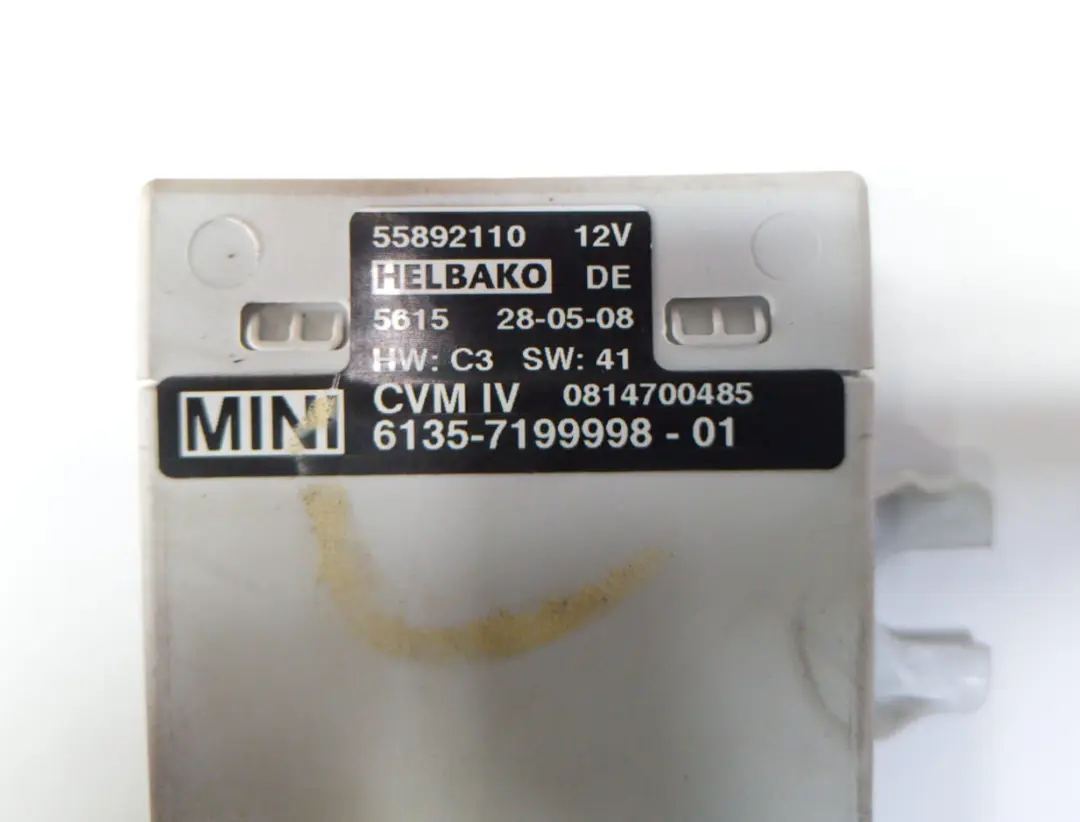 55892110 12V
HELBAKO DE
5615 28-05-08
HW: C3 SW: 41
MINI CVM IV 0814700485
6135-7199998 - 01